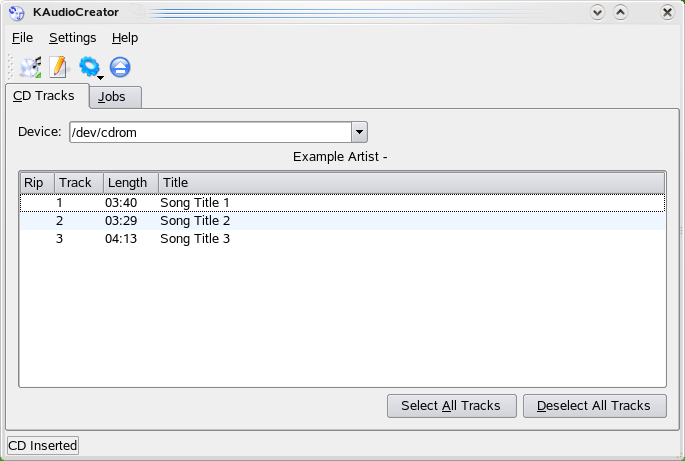 KAudioCreator
File Settings Help
CD Tracks Jobs
Device: /dev/cdrom
Example Artist -
Rip Track Length Title
1 03:40 Song Title 1
2 03:29 Song Title 2
3 04:13 Song Title 3
Select All Tracks Deselect All Tracks
CD Inserted